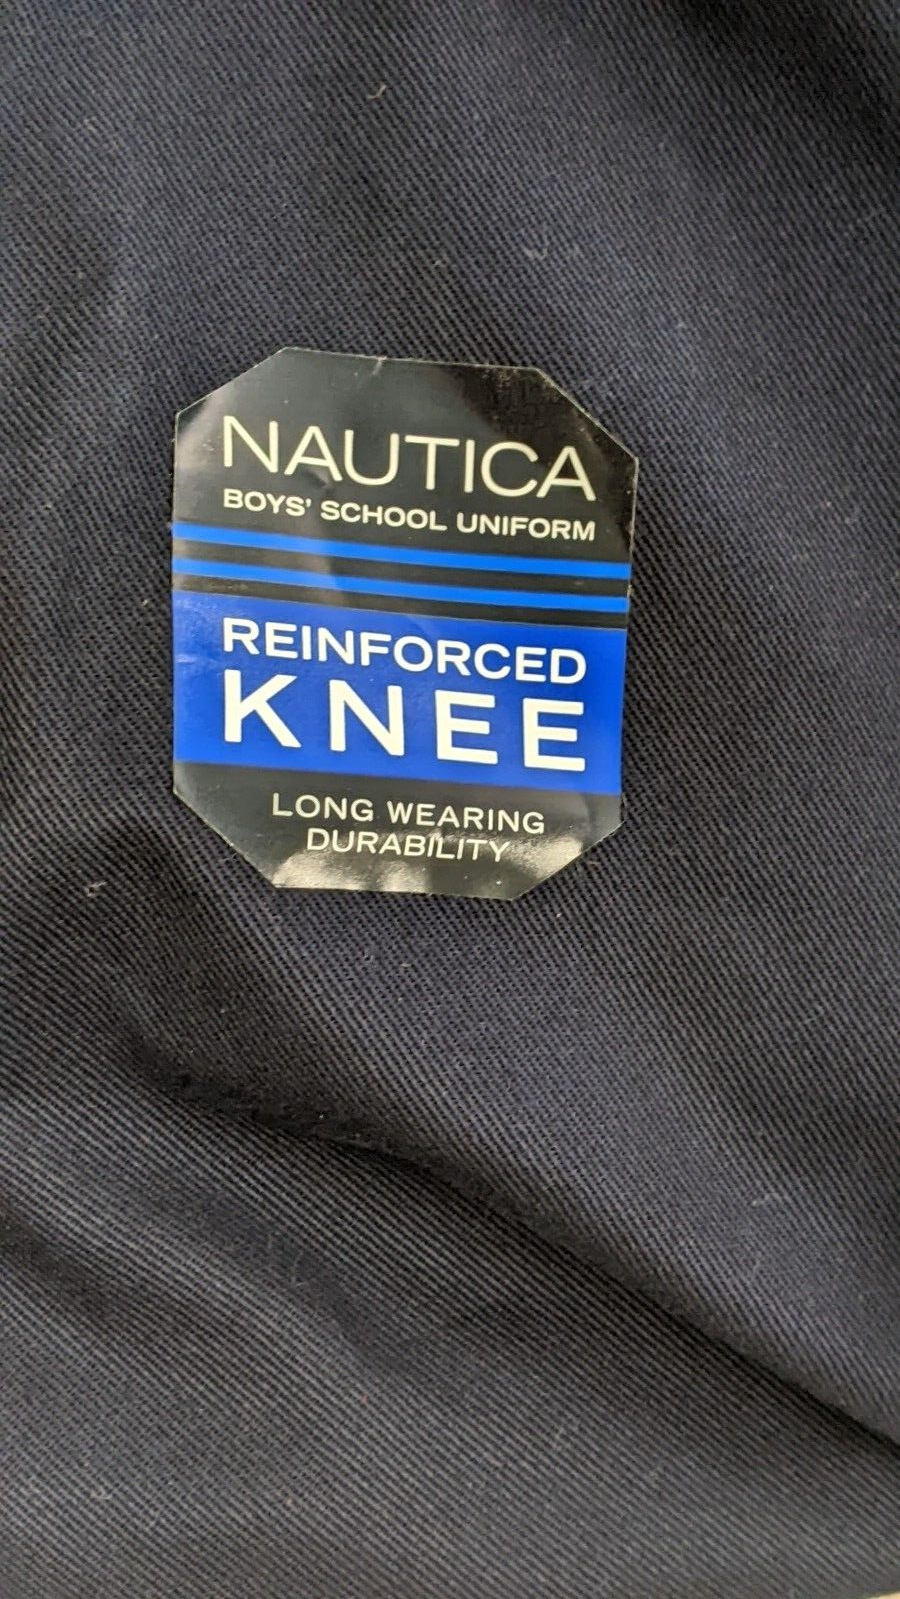 NAUTICA
BOYS' SCHOOL UNIFORM
REINFORCED
KNEE
LONG WEARING
DURABILITY